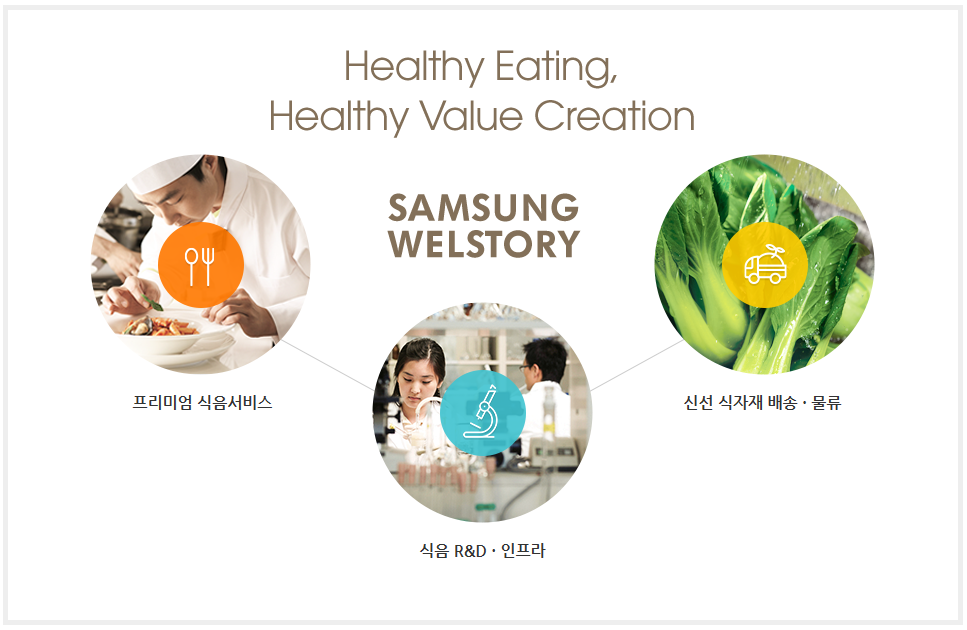 Healthy Eating,
Healthy Value Creation
SAMSUNG
WELSTORY
프리미엄 식음서비스
신선 식자재 배송 · 물류
식음 R&D · 인프라